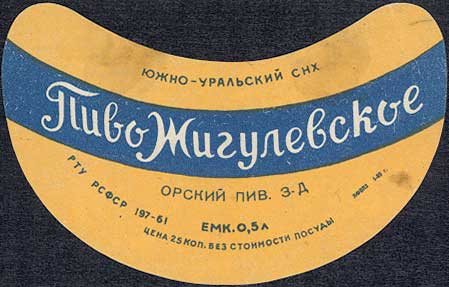 ЮЖНО-УРАЛЬСКИЙ СНХ
Пиво Жигулевское
ОРСКИЙ ПИВ. З-Д
РТУ РСФСР 197-61
ЕМК. 0,5 л
ЦЕНА 25 КОП. БЕЗ СТОИМОСТИ ПОСУДЫ